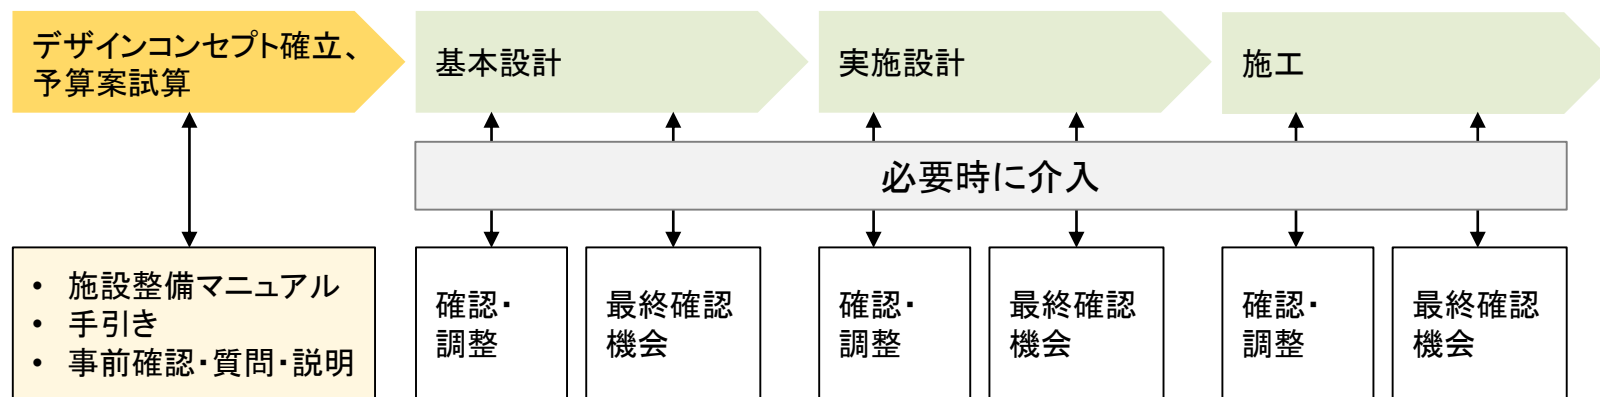 デザインコンセプト確立、
予算案試算
基本設計
実施設計
施工
必要時に介入
• 施設整備マニュアル
• 手引き
• 事前確認・質問・説明
確認・
調整
最終確認
機会
確認・
調整
最終確認
機会
確認・
調整
最終確認
機会